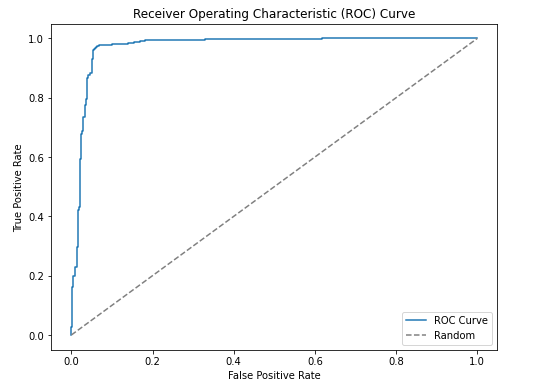 Receiver Operating Characteristic (ROC) Curve
1.0
0.8
0.6
0.4
0.2
0.0
True Positive Rate
0.0 0.2 0.4 0.6 0.8 1.0
False Positive Rate
ROC Curve
Random